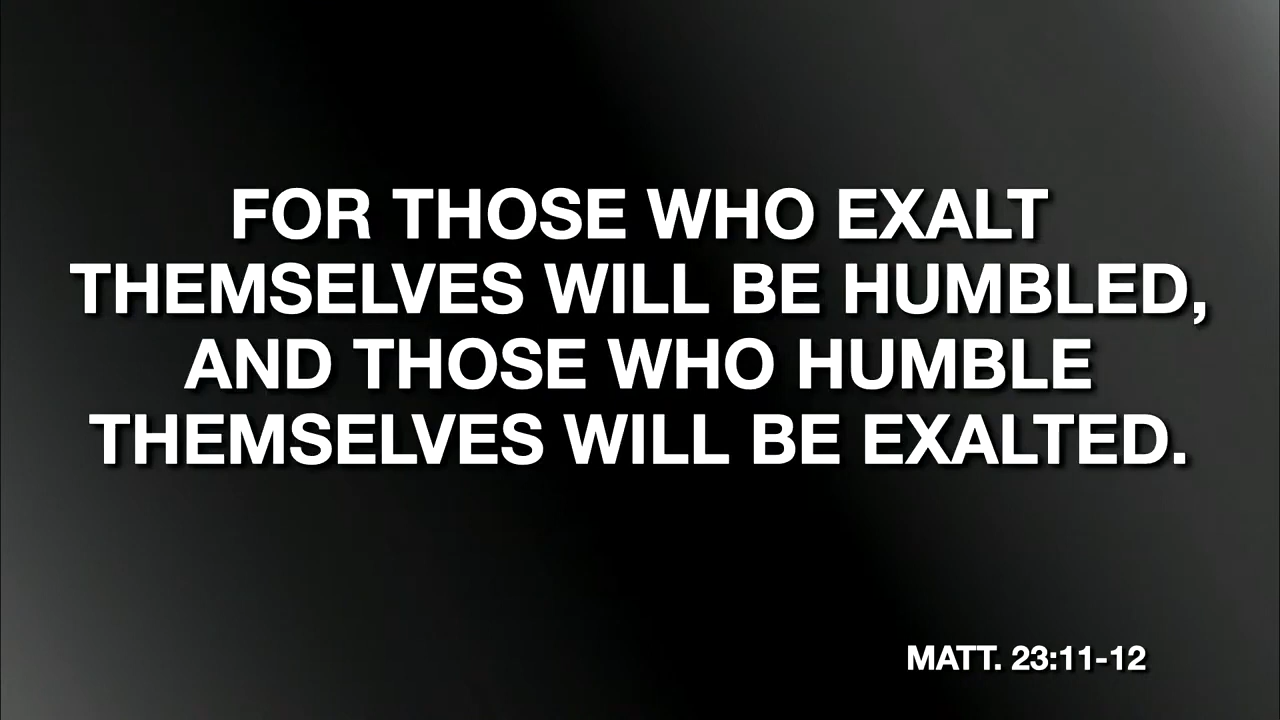 FOR THOSE WHO EXALT
THEMSELVES WILL BE HUMBLED,
AND THOSE WHO HUMBLE
THEMSELVES WILL BE EXALTED.
MATT. 23:11-12